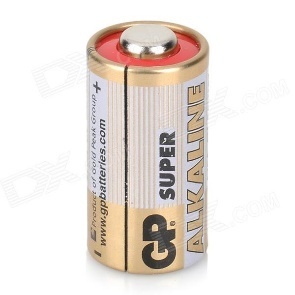 GP SUPER
ALKALINE
Product of Gold Peak Group
www.gpbatteries.com
+
-